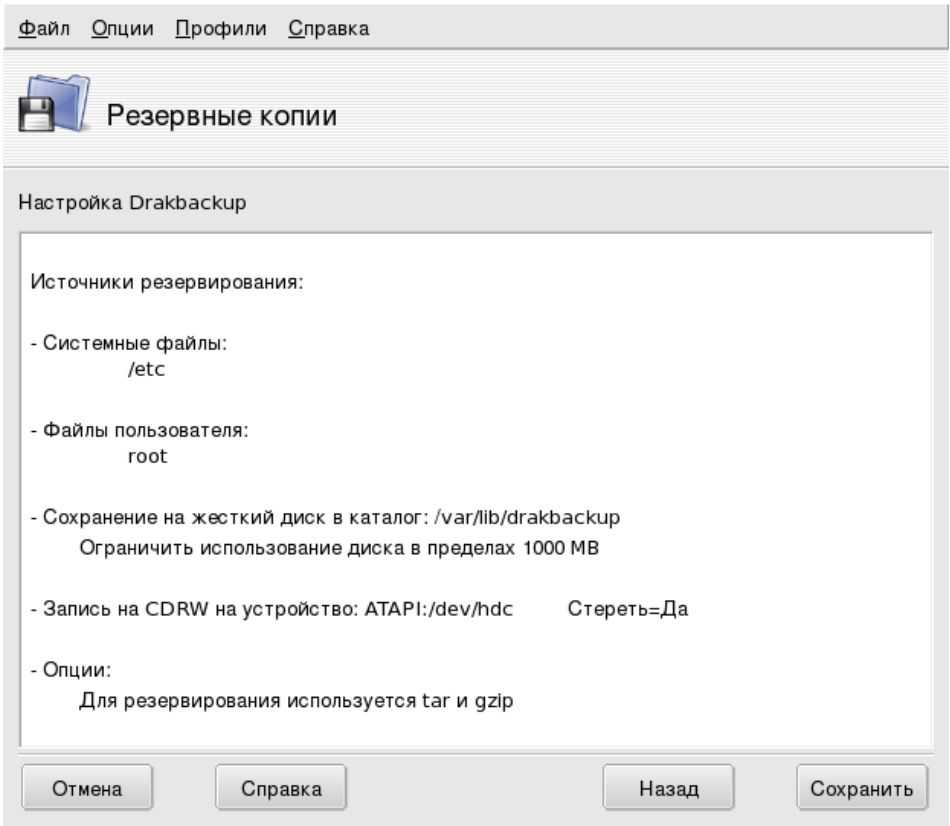 Файл Опции Профили Справка
Резервные копии
Настройка Drakbackup
Источники резервирования:
- Системные файлы:
/etc
- Файлы пользователя:
root
- Сохранение на жесткий диск в каталог: /var/lib/drakbackup
Ограничить использование диска в пределах 1000 MB
- Запись на CDRW на устройство: ATAPI:/dev/hdc Стереть=Да
- Опции:
Для резервирования используется tar и gzip
Отмена Справка Назад Сохранить